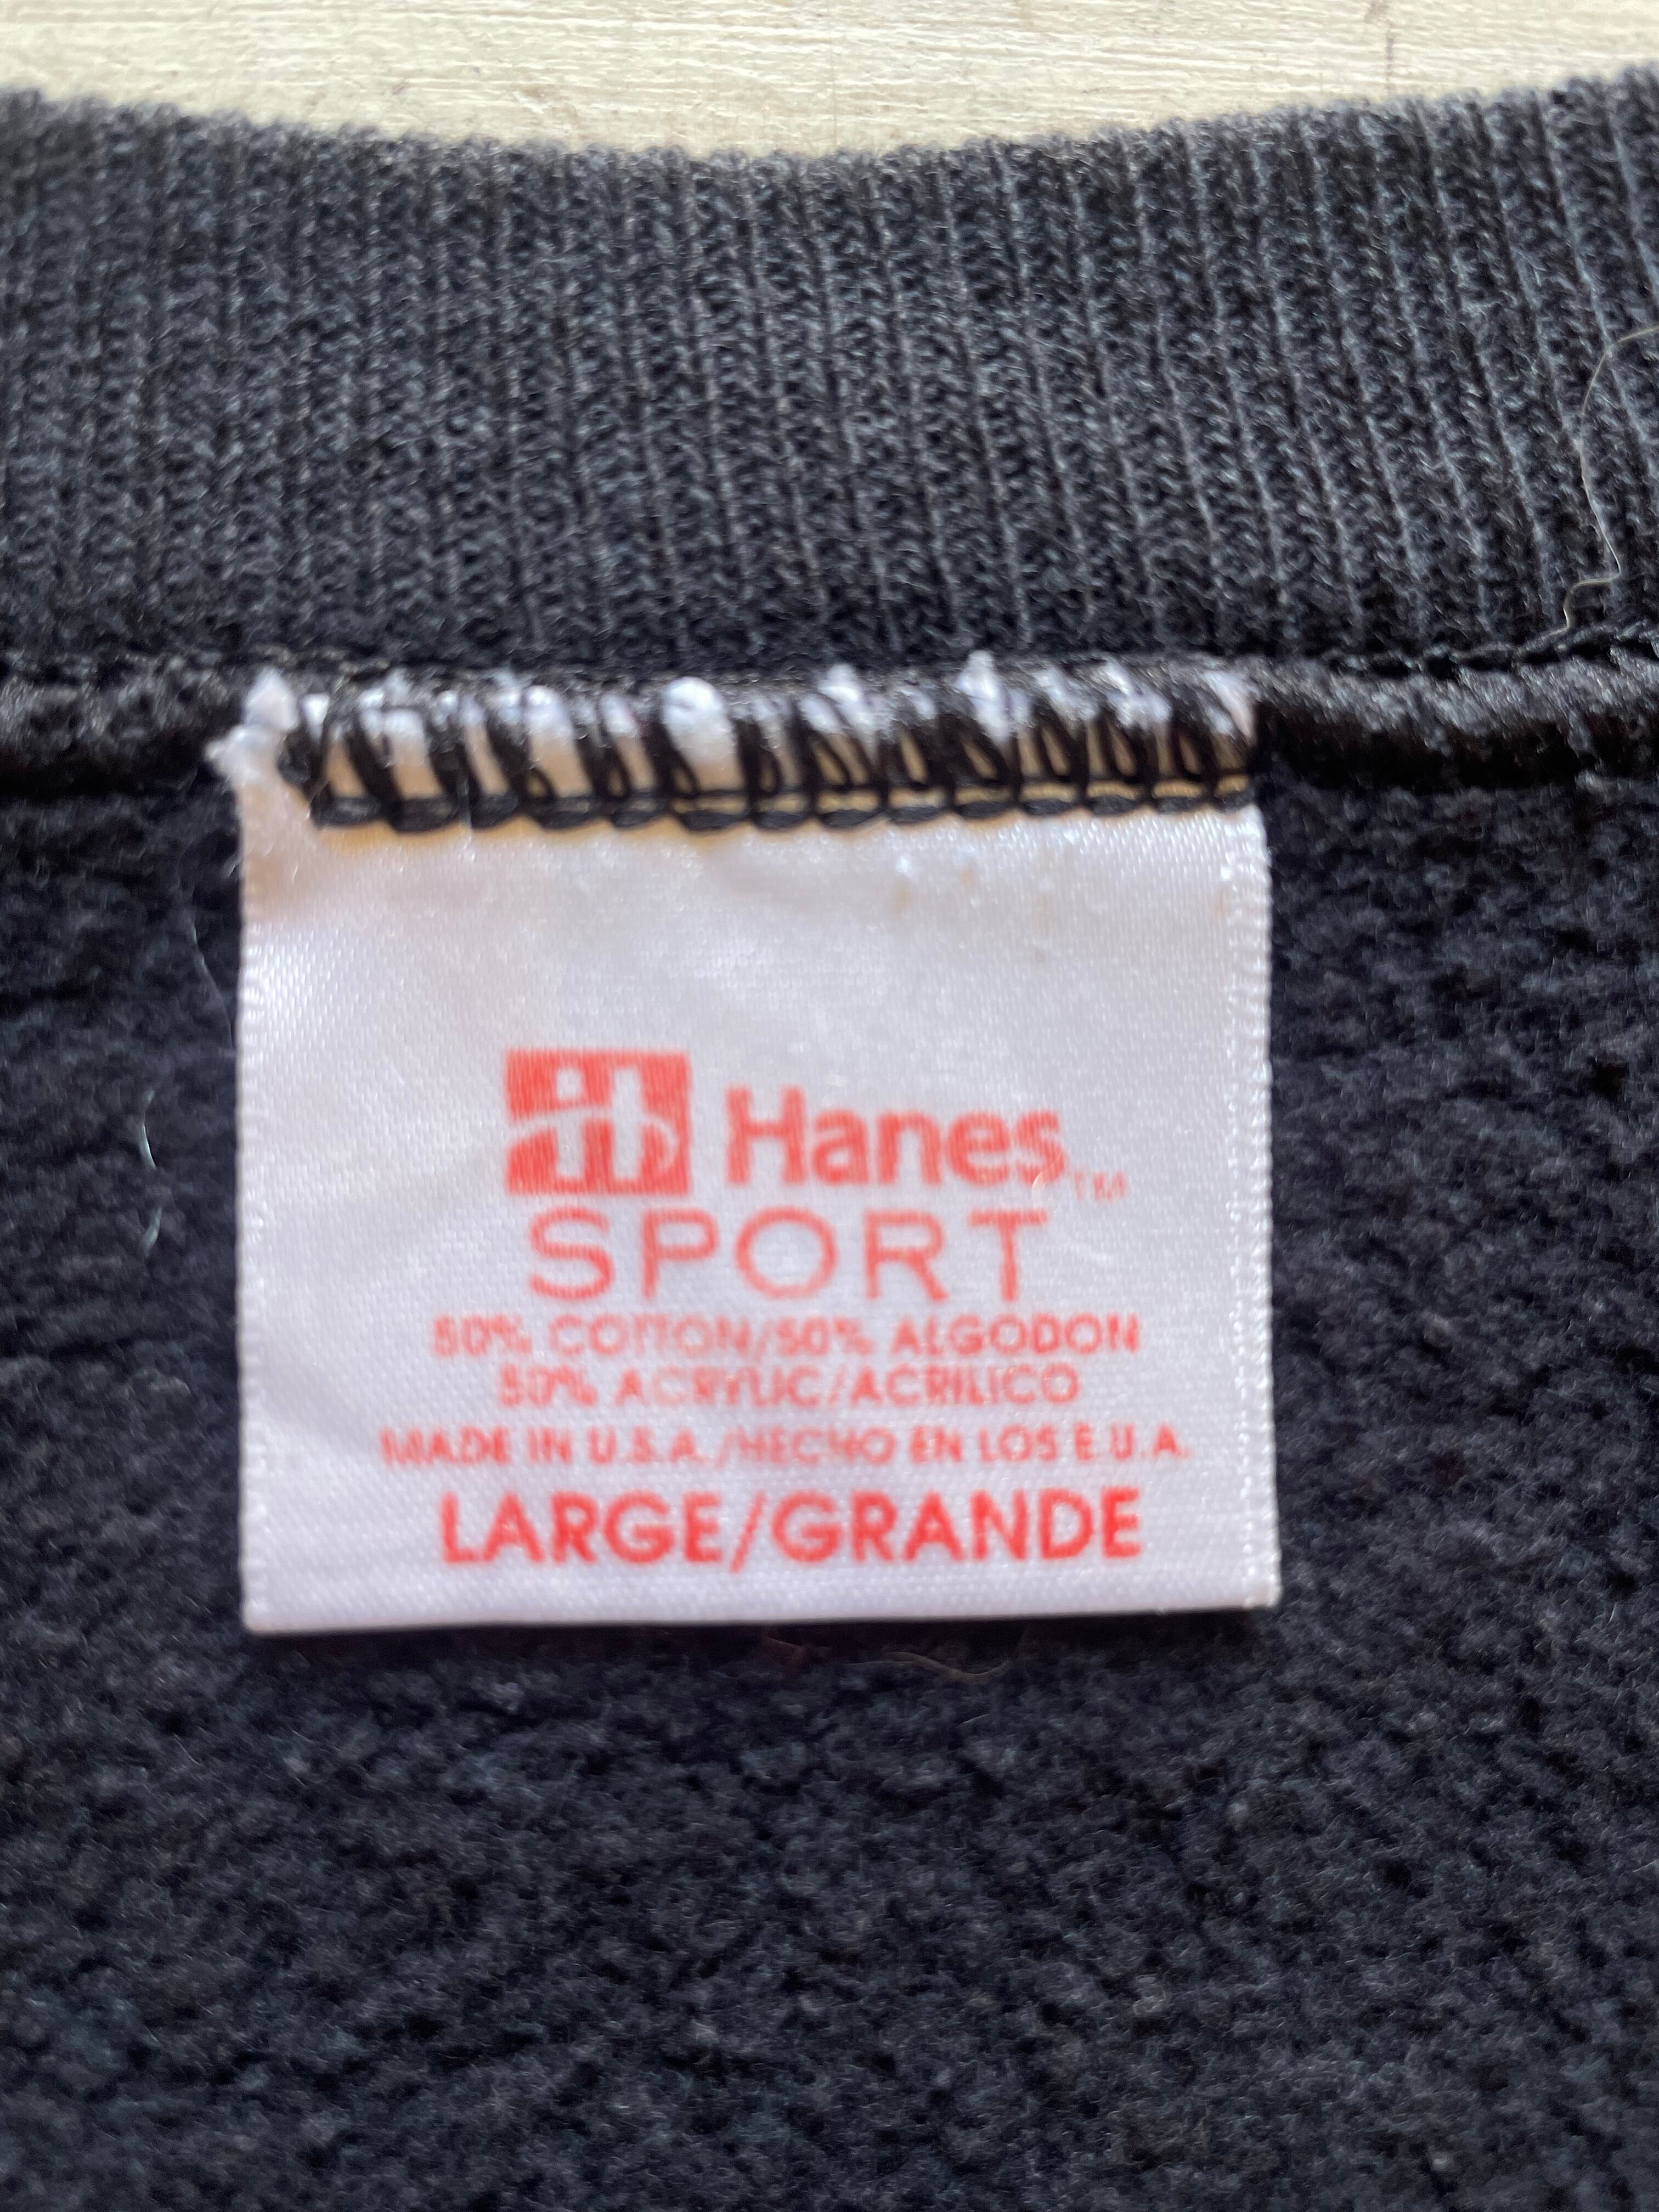 Hanes™
SPORT
50% COTTON/50% ALGODON
50% ACRYLIC/ACRILICO
MADE IN U.S.A./HECHO EN LOS E.U.A.
LARGE/GRANDE